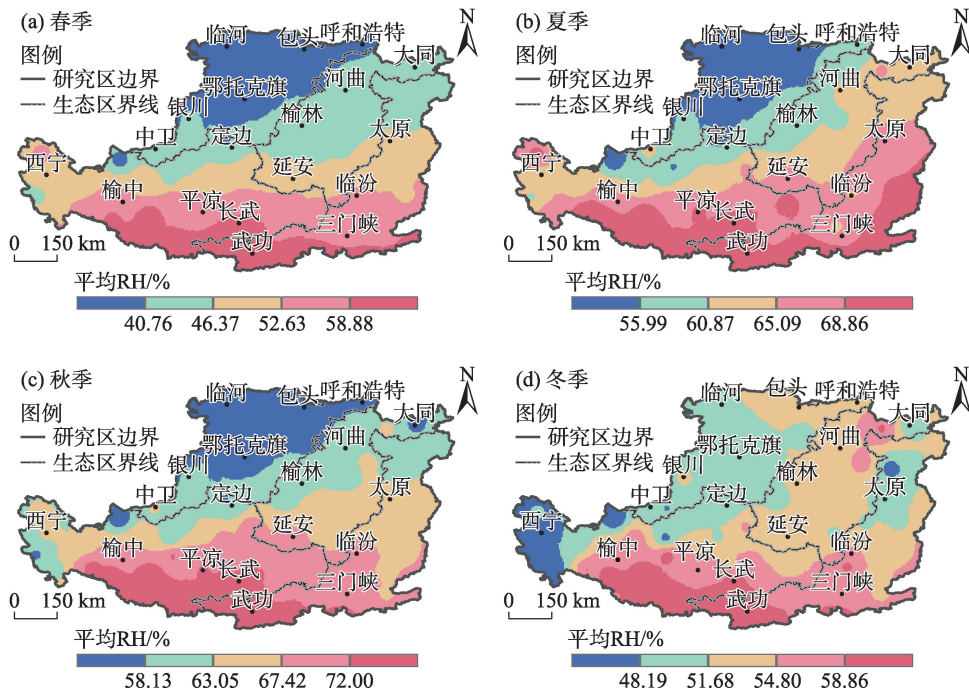 (a) 春季
N
图例
研究区边界
生态区界线
临河
包头
呼和浩特
大同
鄂托克旗
河曲
银川
榆林
中卫
定边
太原
西宁
延安
榆中
临汾
平凉
长武
三门峡
武功
0 150 km
平均RH/%
40.76 46.37 52.63 58.88
(b) 夏季
N
图例
研究区边界
生态区界线
临河
包头
呼和浩特
大同
鄂托克旗
河曲
银川
榆林
中卫
定边
太原
西宁
延安
榆中
临汾
平凉
长武
三门峡
武功
0 150 km
平均RH/%
55.99 60.87 65.09 68.86
(c) 秋季
N
图例
研究区边界
生态区界线
临河
包头
呼和浩特
大同
鄂托克旗
河曲
银川
榆林
中卫
定边
太原
西宁
延安
榆中
临汾
平凉
长武
三门峡
武功
0 150 km
平均RH/%
58.13 63.05 67.42 72.00
(d) 冬季
N
图例
研究区边界
生态区界线
临河
包头
呼和浩特
大同
鄂托克旗
河曲
银川
榆林
中卫
定边
太原
西宁
延安
榆中
临汾
平凉
长武
三门峡
武功
0 150 km
平均RH/%
48.19 51.68 54.80 58.86